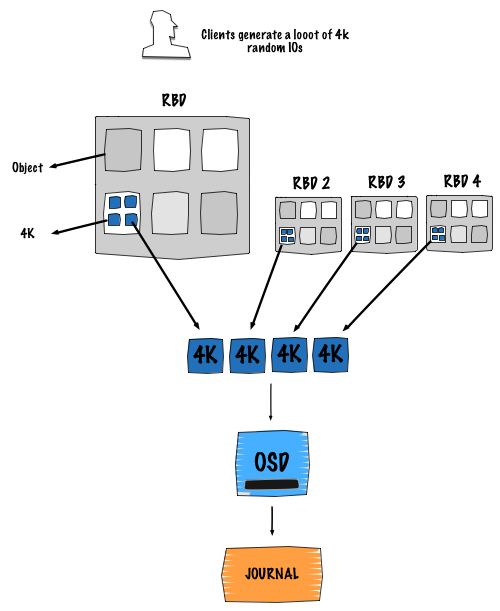 Clients generate a looot of 4k
random IOs
RBD
Object
4K
RBD 2
RBD 3
RBD 4
4K 4K 4K 4K
OSD
JOURNAL